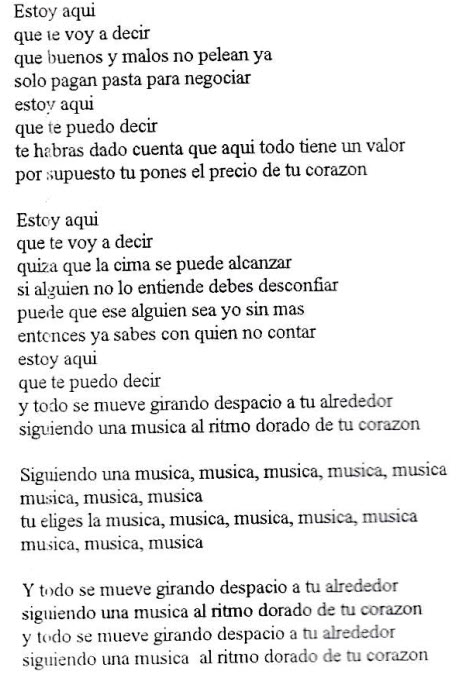 Estoy aqui
que te voy a decir
que buenos y malos no pelean ya
solo pagan pasta para negociar
estoy aqui
que te puedo decir
te habras dado cuenta que aqui todo tiene un valor
por supuesto tu pones el precio de tu corazon

Estoy aqui
que te voy a decir
quiza que la cima se puede alcanzar
si alguien no lo entiende debes desconfiar
puede que ese alguien sea yo sin mas
entonces ya sabes con quien no contar
estoy aqui
que te puedo decir
y todo se mueve girando despacio a tu alrededor
siguiendo una musica al ritmo dorado de tu corazon

Siguiendo una musica, musica, musica, musica, musica
musica, musica, musica
tu eliges la musica, musica, musica, musica, musica
musica, musica, musica

Y todo se mueve girando despacio a tu alrededor
siguiendo una musica al ritmo dorado de tu corazon
y todo se mueve girando despacio a tu alrededor
siguiendo una musica al ritmo dorado de tu corazon